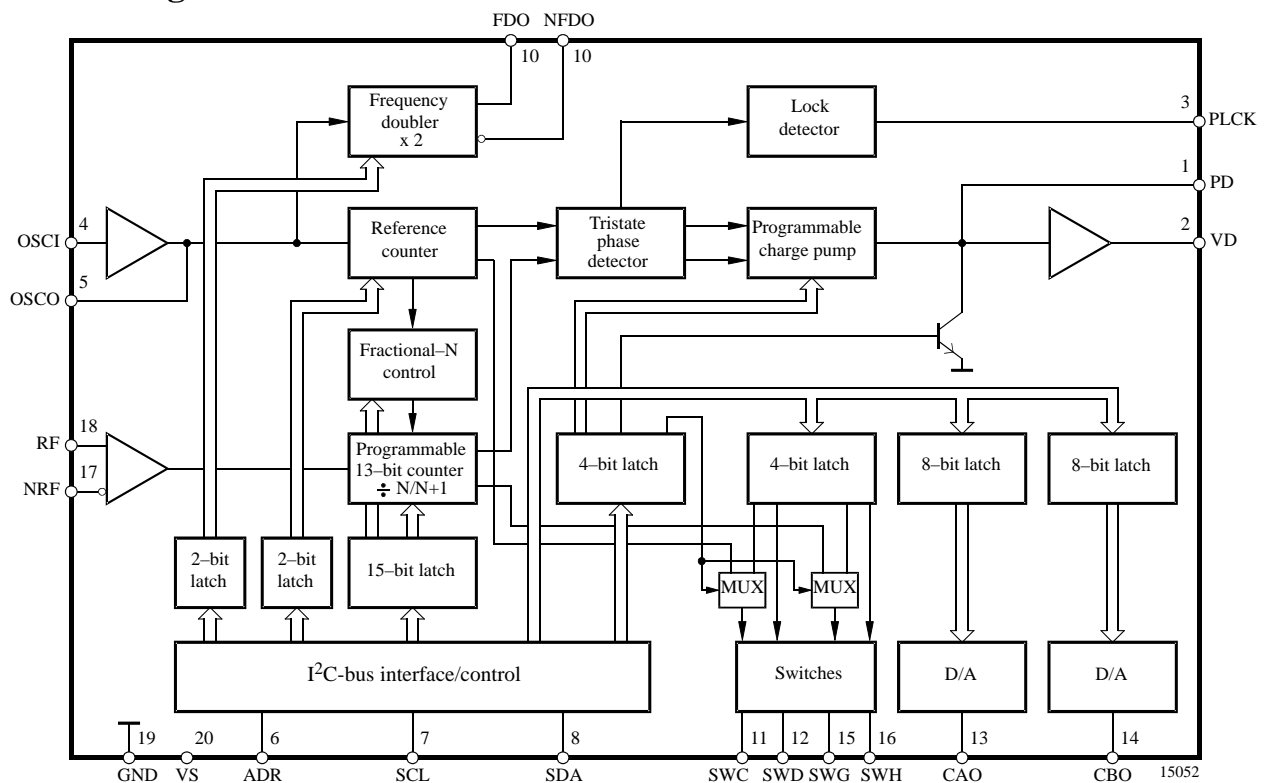 FDO NFDO
10 10
Frequency
doubler
x 2
Lock
detector
3
PLCK
1
PD
4
OSCI
5
OSCO
Reference
counter
Tristate
phase
detector
Programmable
charge pump
2
VD
Fractional–N
control
18
RF
17
NRF
Programmable
13–bit counter
÷ N/N+1
4–bit latch
4–bit latch
8–bit latch
8–bit latch
2–bit
latch
2–bit
latch
15–bit latch
MUX
MUX
I²C-bus interface/control
Switches
D/A
D/A
19 20 6 7 8 11 12 15 16 13 14
GND VS ADR SCL SDA SWC SWD SWG SWH CAO CBO
15052